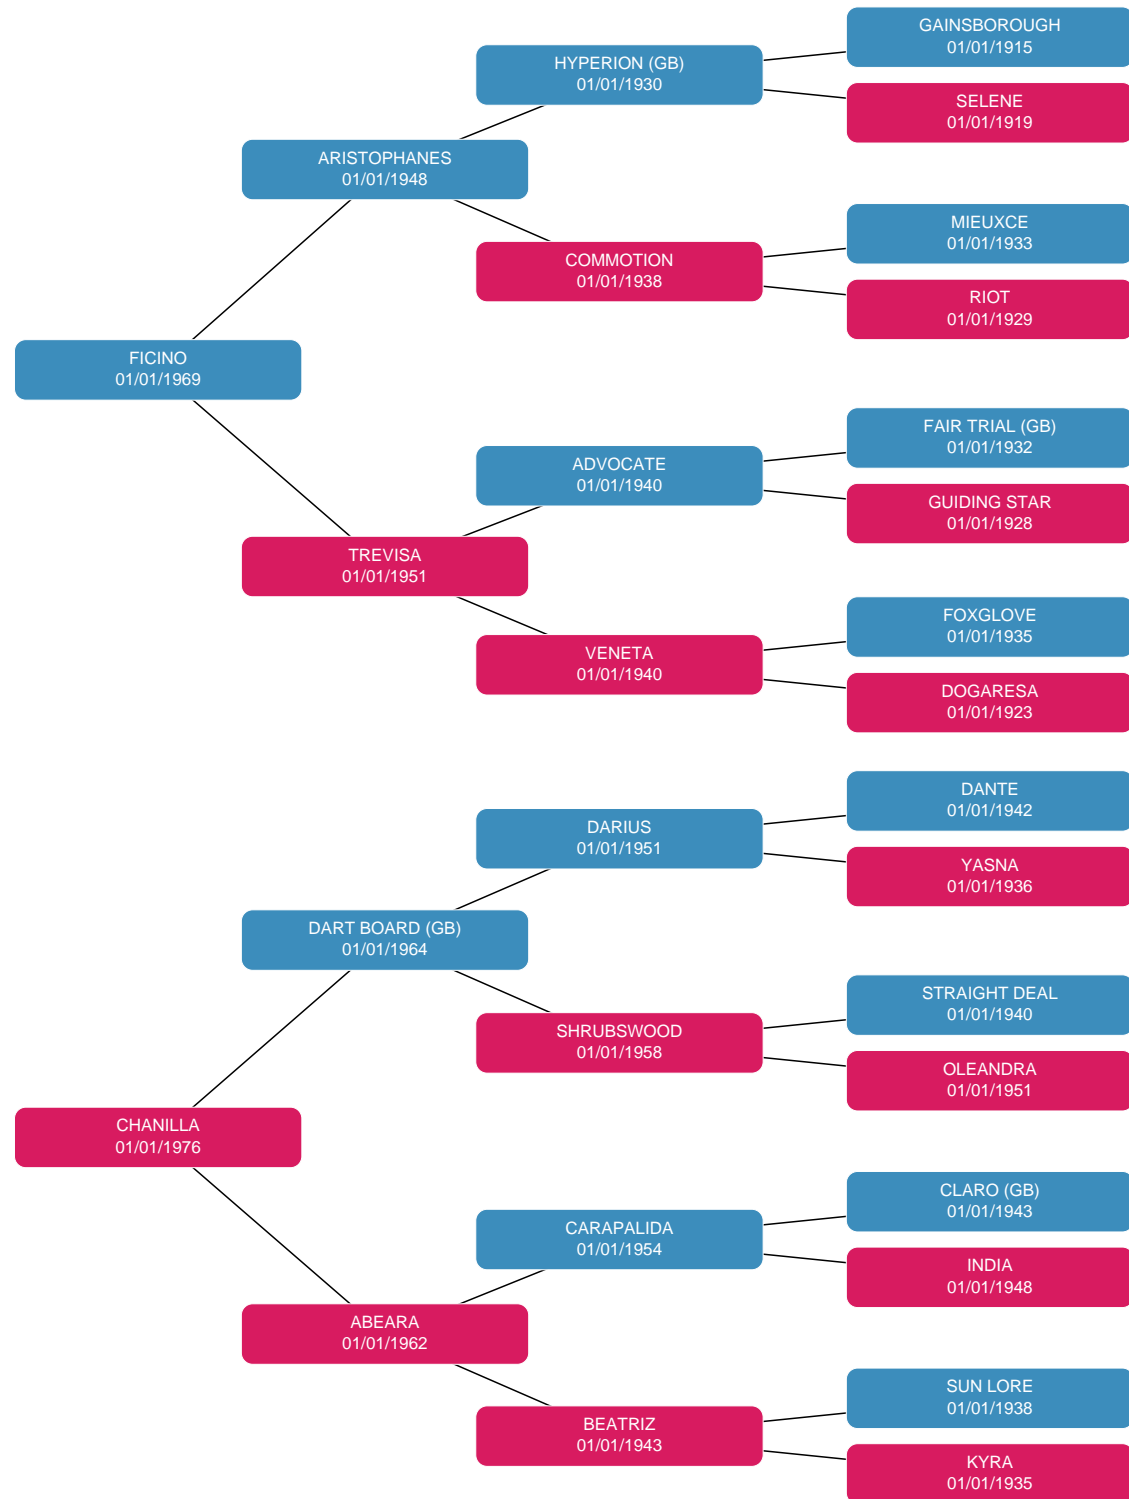 GAINSBOROUGH
01/01/1915
HYPERION (GB)
01/01/1930
SELENE
01/01/1919
ARISTOPHANES
01/01/1948
MIEUXCE
01/01/1933
COMMOTION
01/01/1938
RIOT
01/01/1929
FICINO
01/01/1969
FAIR TRIAL (GB)
01/01/1932
ADVOCATE
01/01/1940
GUIDING STAR
01/01/1928
TREVISA
01/01/1951
FOXGLOVE
01/01/1935
VENETA
01/01/1940
DOGARESA
01/01/1923
DANTE
01/01/1942
DARIUS
01/01/1951
YASNA
01/01/1936
DART BOARD (GB)
01/01/1964
STRAIGHT DEAL
01/01/1940
SHRUBSWOOD
01/01/1958
OLEANDRA
01/01/1951
CHANILLA
01/01/1976
CLARO (GB)
01/01/1943
CARAPALIDA
01/01/1954
INDIA
01/01/1948
ABEARA
01/01/1962
SUN LORE
01/01/1938
BEATRIZ
01/01/1943
KYRA
01/01/1935